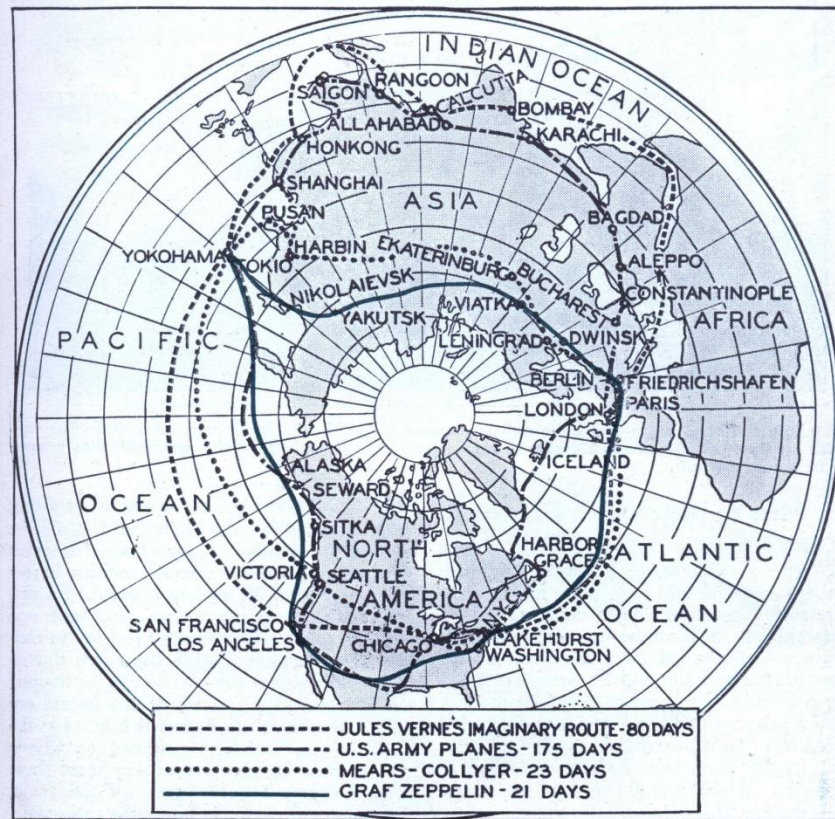 INDIAN OCEAN
RANGOON
SAIGON
CALCUTTA
BOMBAY
ALLAHABAD
KARACHI
HONKONG
SHANGHAI
ASIA
PUSAN
BAGDAD
HARBIN
EKATERINBURG
BUCHAREST
YOKOHAMA
TOKIO
ALEPPO
NIKOLAIEVSK
VIATKA
CONSTANTINOPLE
YAKUTSK
AFRICA
PACIFIC
LENINGRAD
DWINSK
BERLIN
FRIEDRICHSHAFEN
PARIS
LONDON
ICELAND
ALASKA
OCEAN
SEWARD
SITKA
NORTH
HARBOR
GRACE
ATLANTIC
VICTORIA
SEATTLE
AMERICA
N.Y.C.
OCEAN
SAN FRANCISCO
LOS ANGELES
CHICAGO
LAKEHURST
WASHINGTON
JULES VERNE'S IMAGINARY ROUTE-80 DAYS
U.S. ARMY PLANES-175 DAYS
MEARS-COLLYER-23 DAYS
GRAF ZEPPELIN-21 DAYS